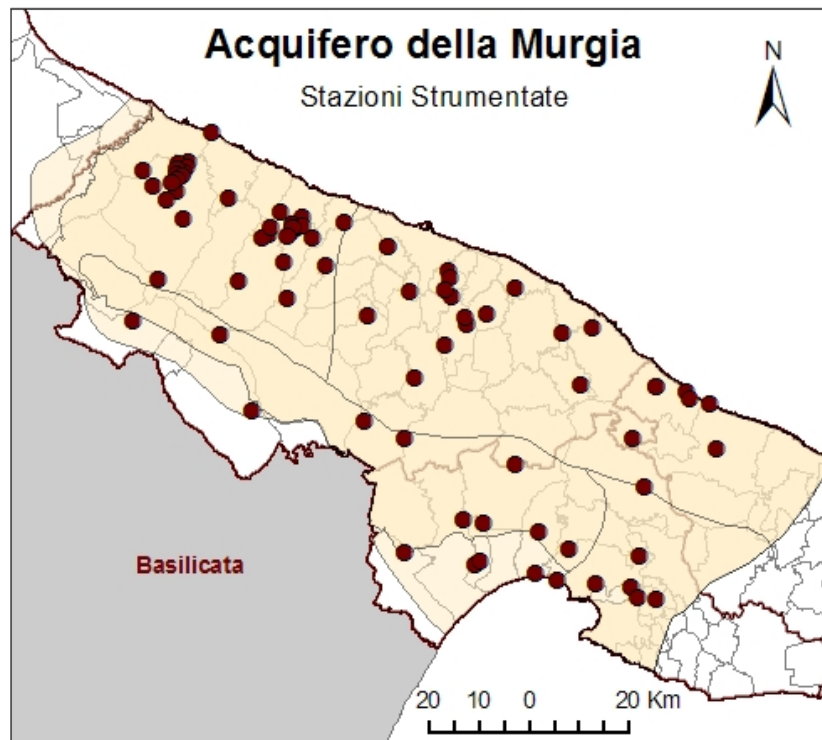 Acquifero della Murgia
Stazioni Strumentate
N
Basilicata
20 10 0 20 Km